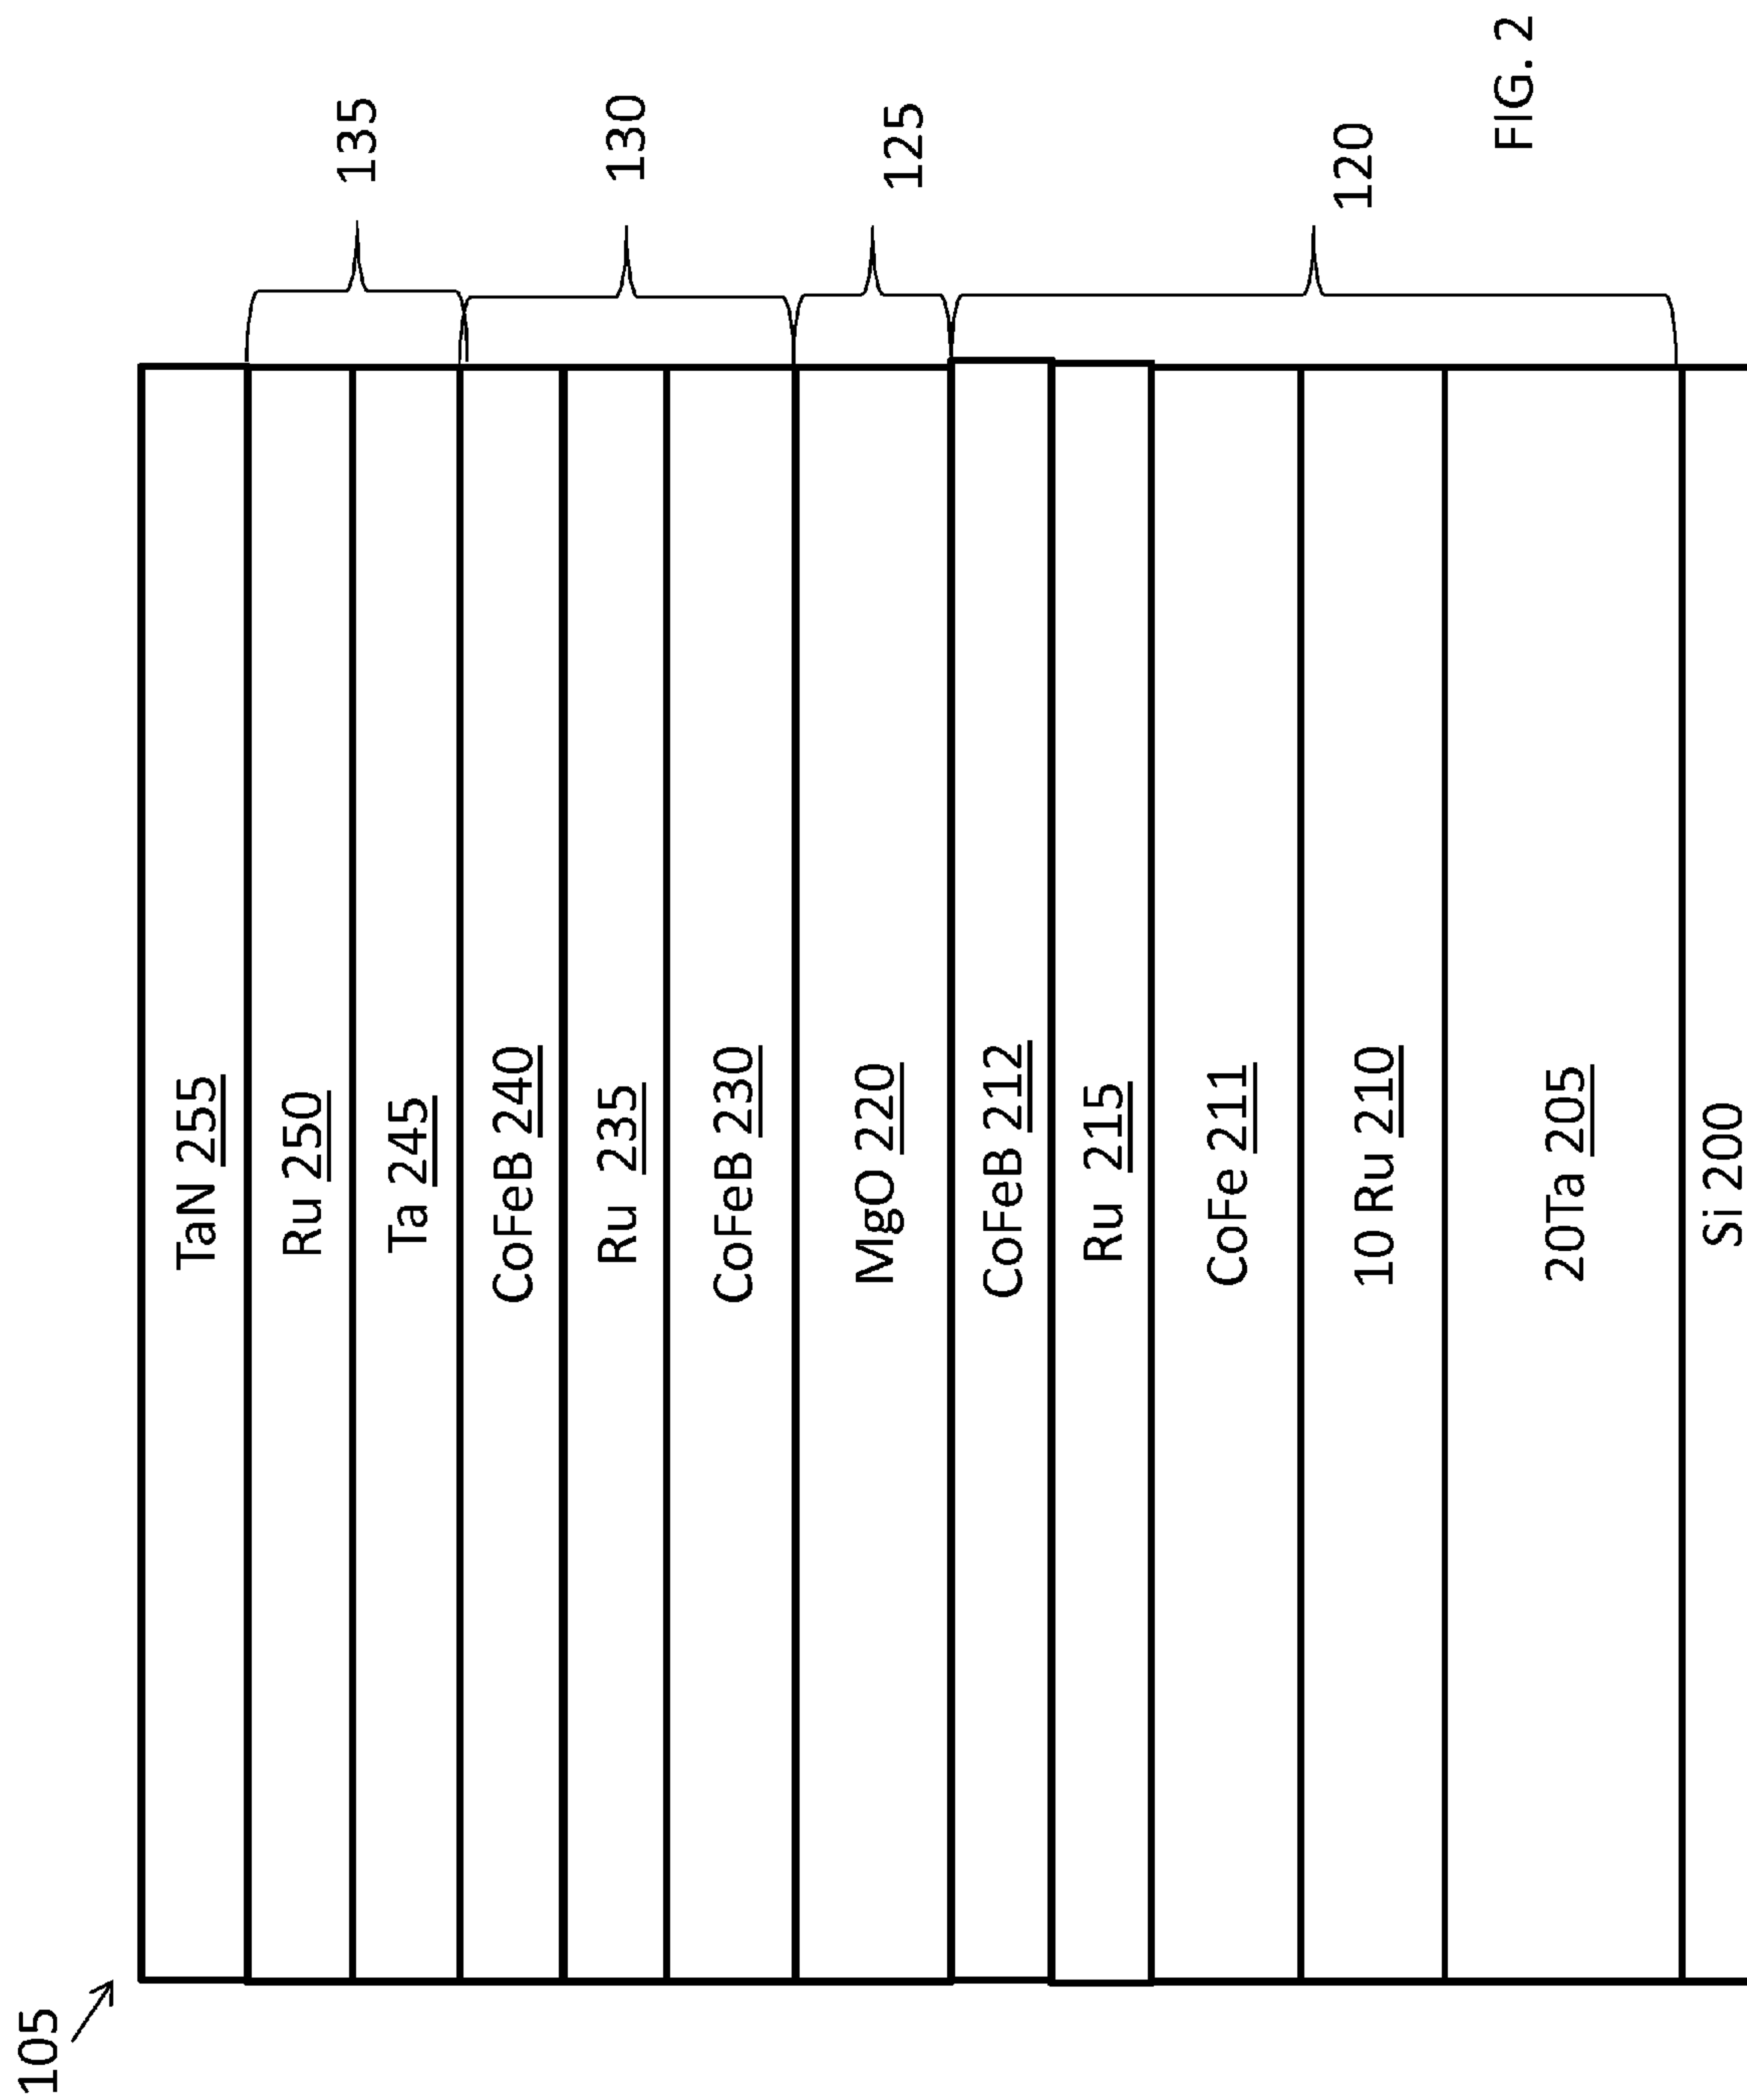 105
TaN 255
Ru 250
Ta 245
135
CoFeB 240
Ru 235
CoFeB 230
130
MgO 220
125
CoFeB 212
Ru 215
CoFe 211
10 Ru 210
20Ta 205
120
Si 200
FIG. 2